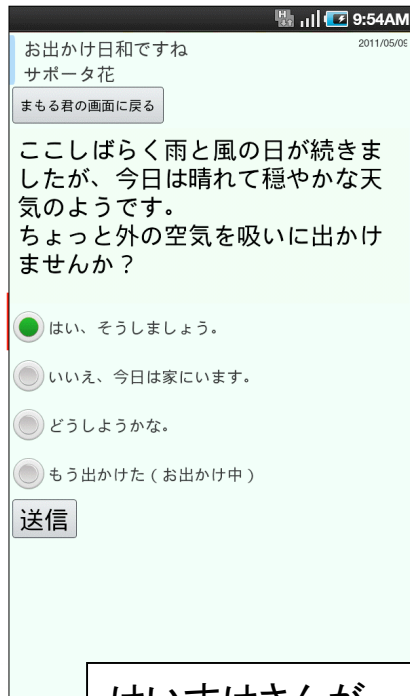 9:54AM
お出かけ日和ですね
2011/05/09
サポータ花
まもる君の画面に戻る
ここしばらく雨と風の日が続きま
したが、今日は晴れて穏やかな天
気のようです。
ちょっと外の空気を吸いに出かけ
ませんか？
はい、そうしましょう。
いいえ、今日は家にいます。
どうしようかな。
もう出かけた(お出かけ中)
送信